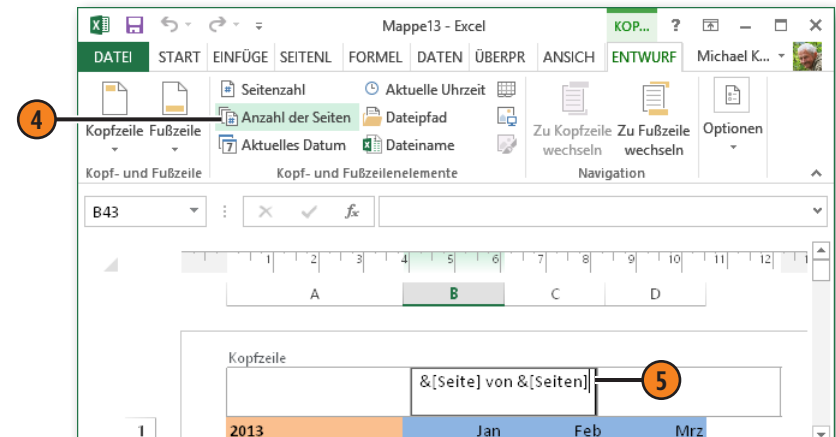 Mappe13 - Excel
KOP... ?
DATEI START EINFÜGE SEITENL FORMEL DATEN ÜBERPR ANSICH ENTWURF Michael K...
Seitenzahl Aktuelle Uhrzeit
4 Anzahl der Seiten Dateipfad
Kopfzeile Fußzeile Zu Kopfzeile wechseln Zu Fußzeile wechseln Optionen
7 Aktuelles Datum Dateiname
Kopf- und Fußzeile Kopf- und Fußzeilenelemente Navigation
B43 fx
1 2 3 4 5 6 7 8 9 10 11 12 1
A B C D
Kopfzeile
&[Seite] von &[Seiten] 5
1 2013 Jan Feb Mrz